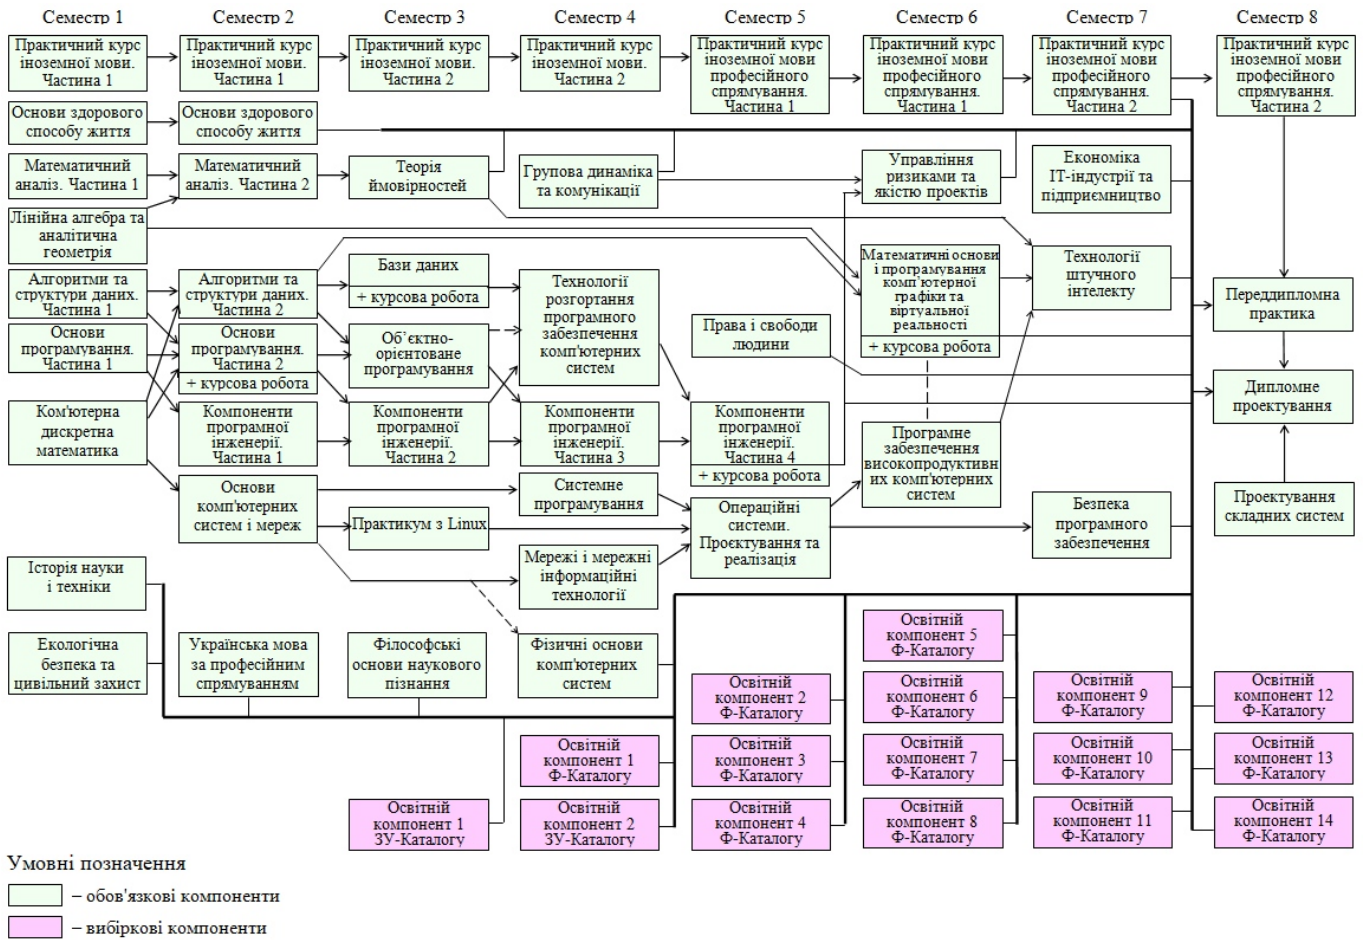 Семестр 1
Семестр 2
Семестр 3
Семестр 4
Семестр 5
Семестр 6
Семестр 7
Семестр 8
Практичний курс
іноземної мови.
Частина 1
Практичний курс
іноземної мови.
Частина 1
Практичний курс
іноземної мови.
Частина 2
Практичний курс
іноземної мови.
Частина 2
Практичний курс
іноземної мови
професійного
спрямування.
Частина 1
Практичний курс
іноземної мови
професійного
спрямування.
Частина 1
Практичний курс
іноземної мови
професійного
спрямування.
Частина 2
Практичний курс
іноземної мови
професійного
спрямування.
Частина 2
Основи здорового
способу життя
Основи здорового
способу життя
Математичний
аналіз. Частина 1
Математичний
аналіз. Частина 2
Теорія
ймовірностей
Групова динаміка
та комунікації
Управління
ризиками та
якістю проектів
Економіка
ІТ-індустрії та
підприємництво
Лінійна алгебра та
аналітична
геометрія
Алгоритми та
структури даних.
Частина 1
Алгоритми та
структури даних.
Частина 2
Бази даних
+ курсова робота
Технології
розгортання
програмного
забезпечення
комп'ютерних
систем
Математичні основи
і програмування
комп'ютерної
графіки та
віртуальної
реальності
+ курсова робота
Технології
штучного
інтелекту
Переддипломна
практика
Основи
програмування.
Частина 1
Основи
програмування.
Частина 2
+ курсова робота
Об’єктно-
орієнтоване
програмування
Права і свободи
людини
Дипломне
проектування
Ком'ютерна
дискретна
математика
Компоненти
програмної
інженерії.
Частина 1
Компоненти
програмної
інженерії.
Частина 2
Компоненти
програмної
інженерії.
Частина 3
Компоненти
програмної
інженерії.
Частина 4
+ курсова робота
Програмне
забезпечення
високопродуктивн
их комп'ютерних
систем
Основи
комп'ютерних
систем і мереж
Системне
програмування
Практикум з Linux
Операційні
системи.
Проєктування та
реалізація
Безпека
програмного
забезпечення
Проектування
складних систем
Мережі і мережні
інформаційні
технології
Історія науки
і техніки
Екологічна
безпека та
цивільний захист
Українська мова
за професійним
спрямуванням
Філософські
основи наукового
пізнання
Фізичні основи
комп'ютерних
систем
Освітній
компонент 5
Ф-Каталогу
Освітній
компонент 2
Ф-Каталогу
Освітній
компонент 6
Ф-Каталогу
Освітній
компонент 9
Ф-Каталогу
Освітній
компонент 12
Ф-Каталогу
Освітній
компонент 1
Ф-Каталогу
Освітній
компонент 3
Ф-Каталогу
Освітній
компонент 7
Ф-Каталогу
Освітній
компонент 10
Ф-Каталогу
Освітній
компонент 13
Ф-Каталогу
Освітній
компонент 1
ЗУ-Каталогу
Освітній
компонент 2
ЗУ-Каталогу
Освітній
компонент 4
Ф-Каталогу
Освітній
компонент 8
Ф-Каталогу
Освітній
компонент 11
Ф-Каталогу
Освітній
компонент 14
Ф-Каталогу
Умовні позначення
– обов'язкові компоненти
– вибіркові компоненти